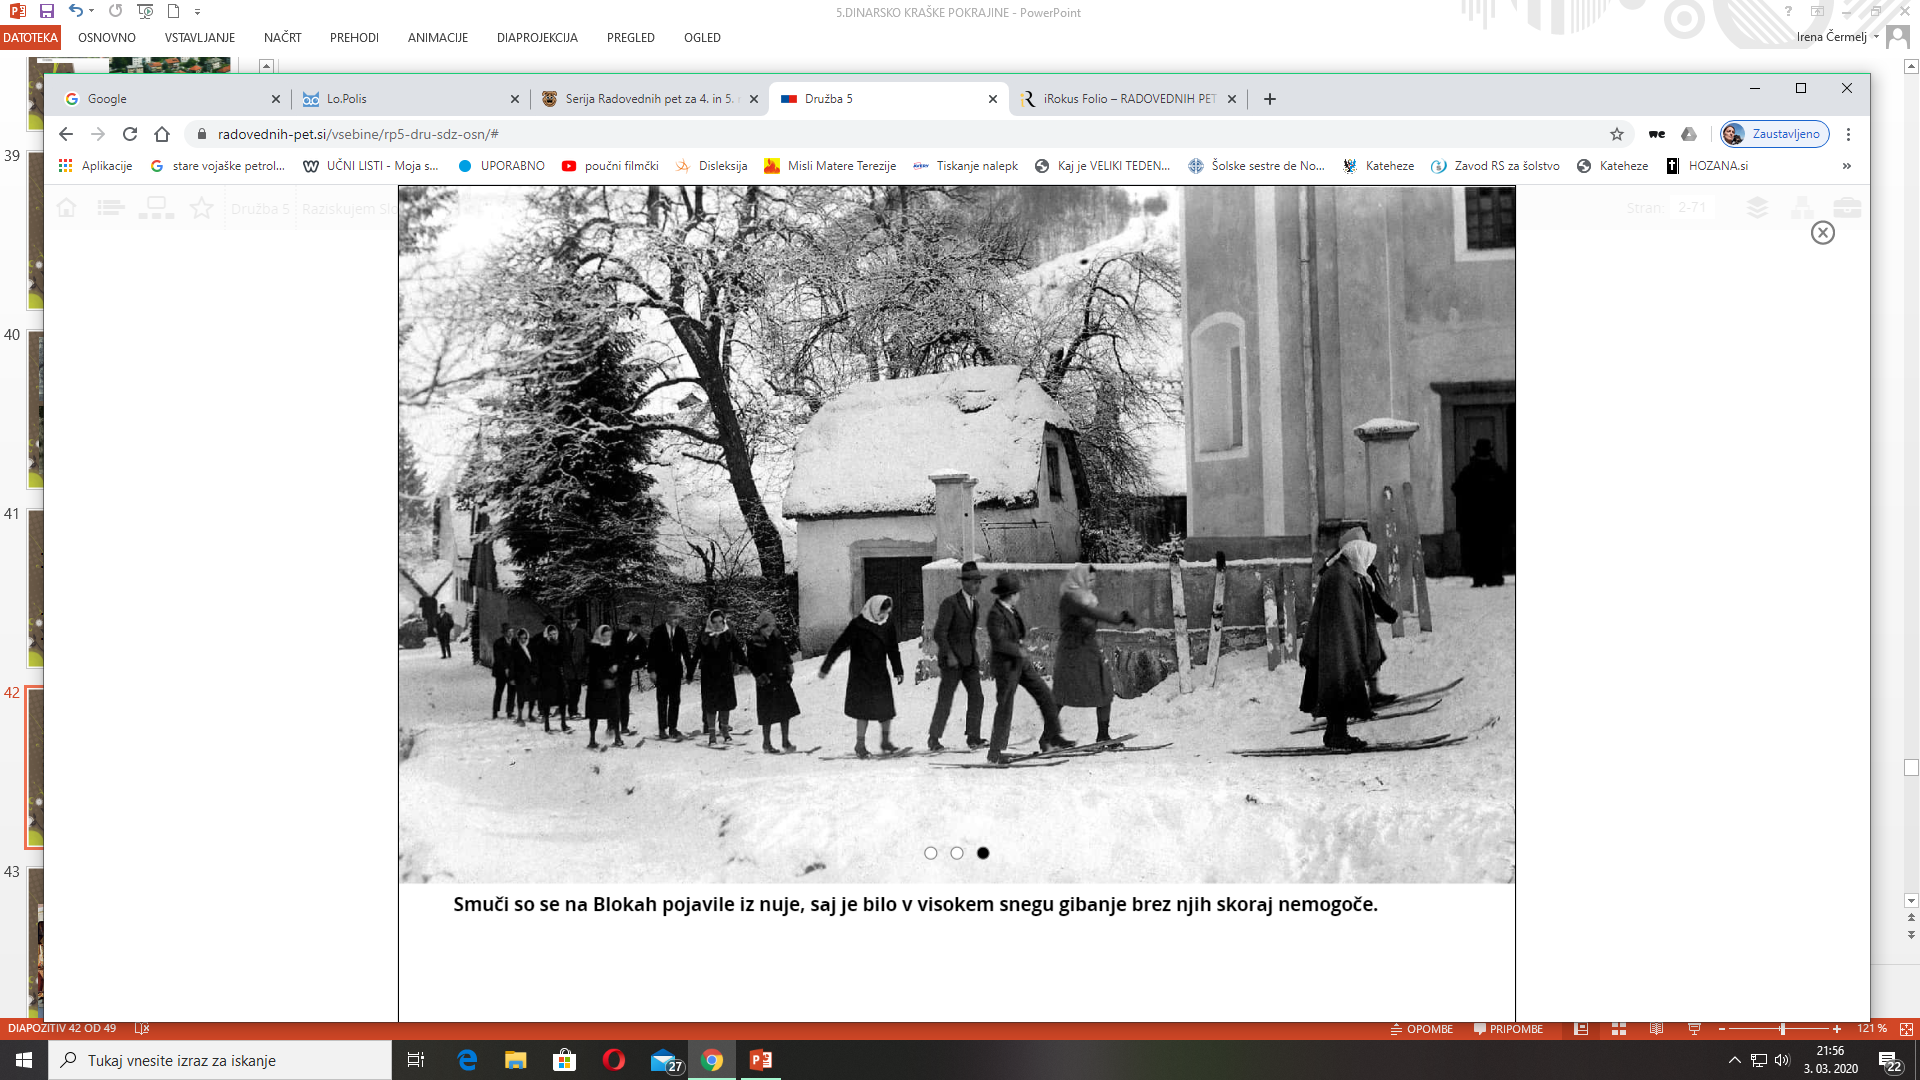 5.DINARSKO KRAŠKE POKRAJINE - PowerPoint
DATOTEKA OSNOVNO VSTAVLJANJE NAČRT PREHODI ANIMACIJE DIAPROJEKCIJA PREGLED OGLED
Irena Čermelj
Google
Lo.Polis
Serija Radovednih pet za 4. in 5.
Družba 5
iRokus Folio – RADOVEDNIH PET
radovednih-pet.si/vsebine/rp5-dru-sdz-osn/#
Zaustavljeno
Aplikacije
stare vojaške petrol...
UČNI LISTI - Moja s...
UPORABNO
poučni filmčki
Disleksija
Misli Matere Terezije
Tiskanje nalepk
Kaj je VELIKI TEDEN...
Šolske sestre de No...
Kateheze
Zavod RS za šolstvo
Kateheze
HOZANA.si
»
Družba 5 Raziskujem Slo
Stran: 2-71
39
40
41
42
43
Smuči so se na Blokah pojavile iz nuje, saj je bilo v visokem snegu gibanje brez njih skoraj nemogoče.
DIAPOZITIV 42 OD 49
OPOMBE
PRIPOMBE
121 %
Tukaj vnesite izraz za iskanje
27
21:56
3. 03. 2020
22